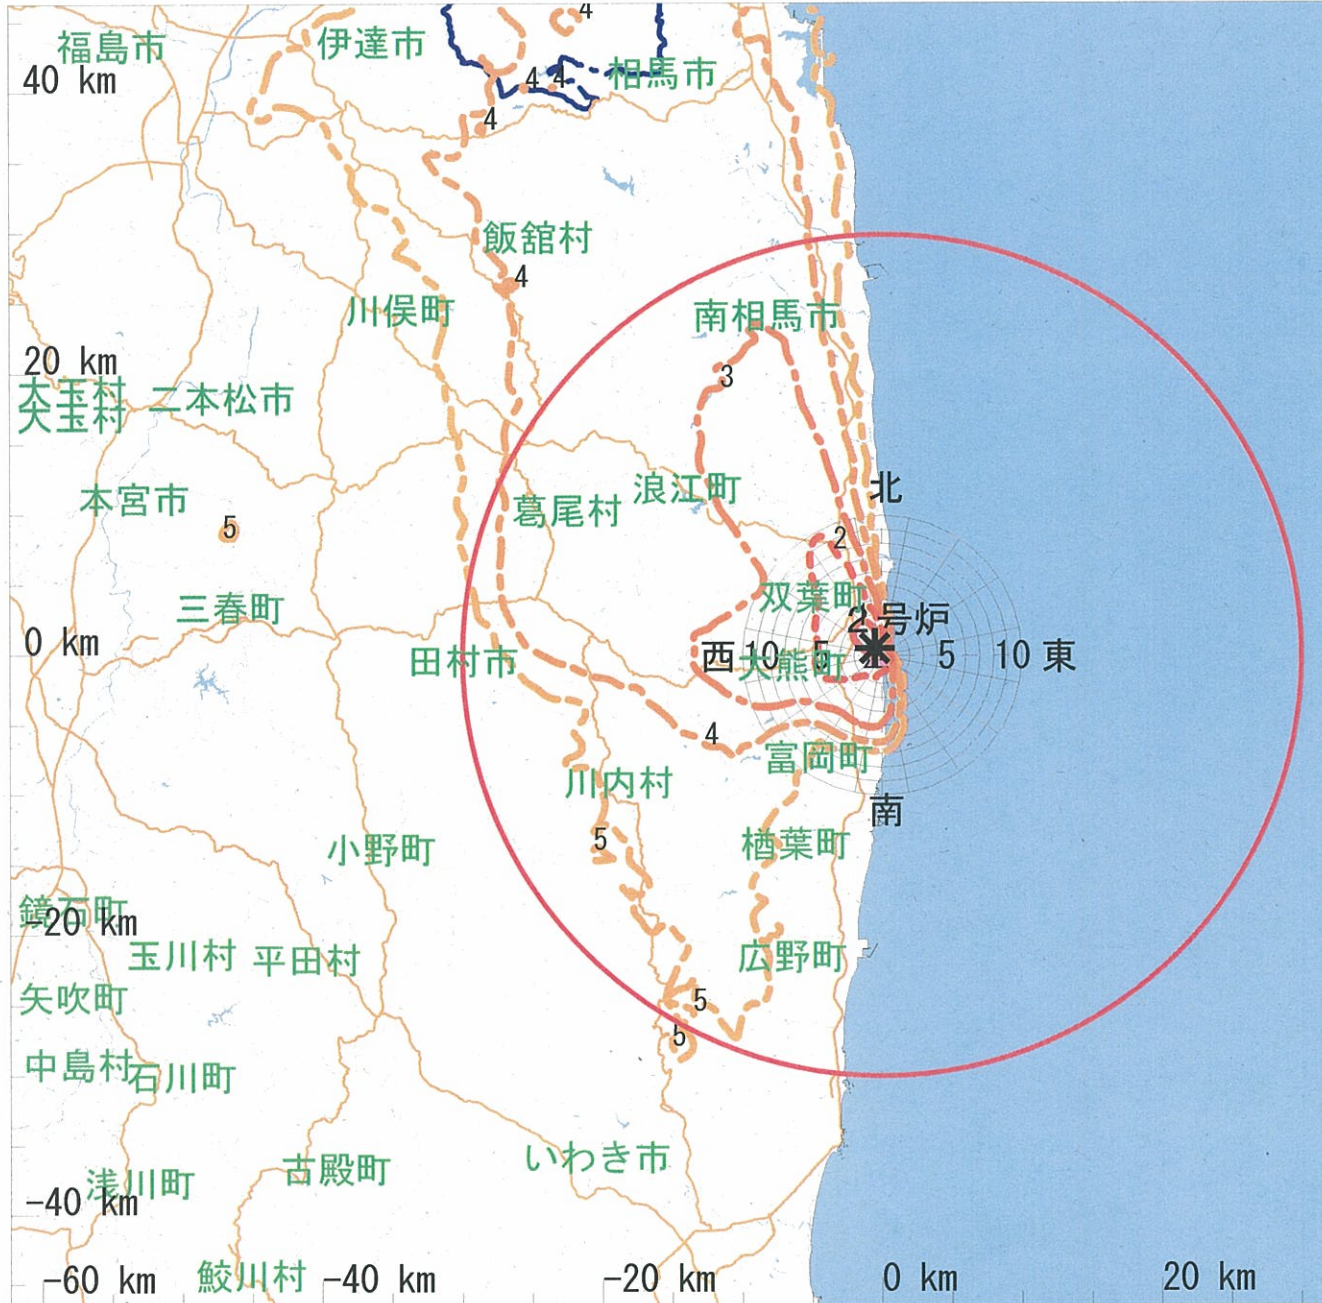 福島市
伊達市
4
40 km
4 4
相馬市
4
飯舘村
4
川俣町
南相馬市
20 km
3
大玉村
二本松市
大玉村
北
浪江町
本宮市
葛尾村
5
2
双葉町
三春町
2号炉
0 km
田村市
西 10 5
大熊町
5 10 東
4
富岡町
川内村
南
5
小野町
楢葉町
鏡石町
-20 km
玉川村
平田村
広野町
矢吹町
5
5
中島村
石川町
いわき市
古殿町
浅川町
-40 km
鮫川村
-60 km
-40 km
-20 km
0 km
20 km